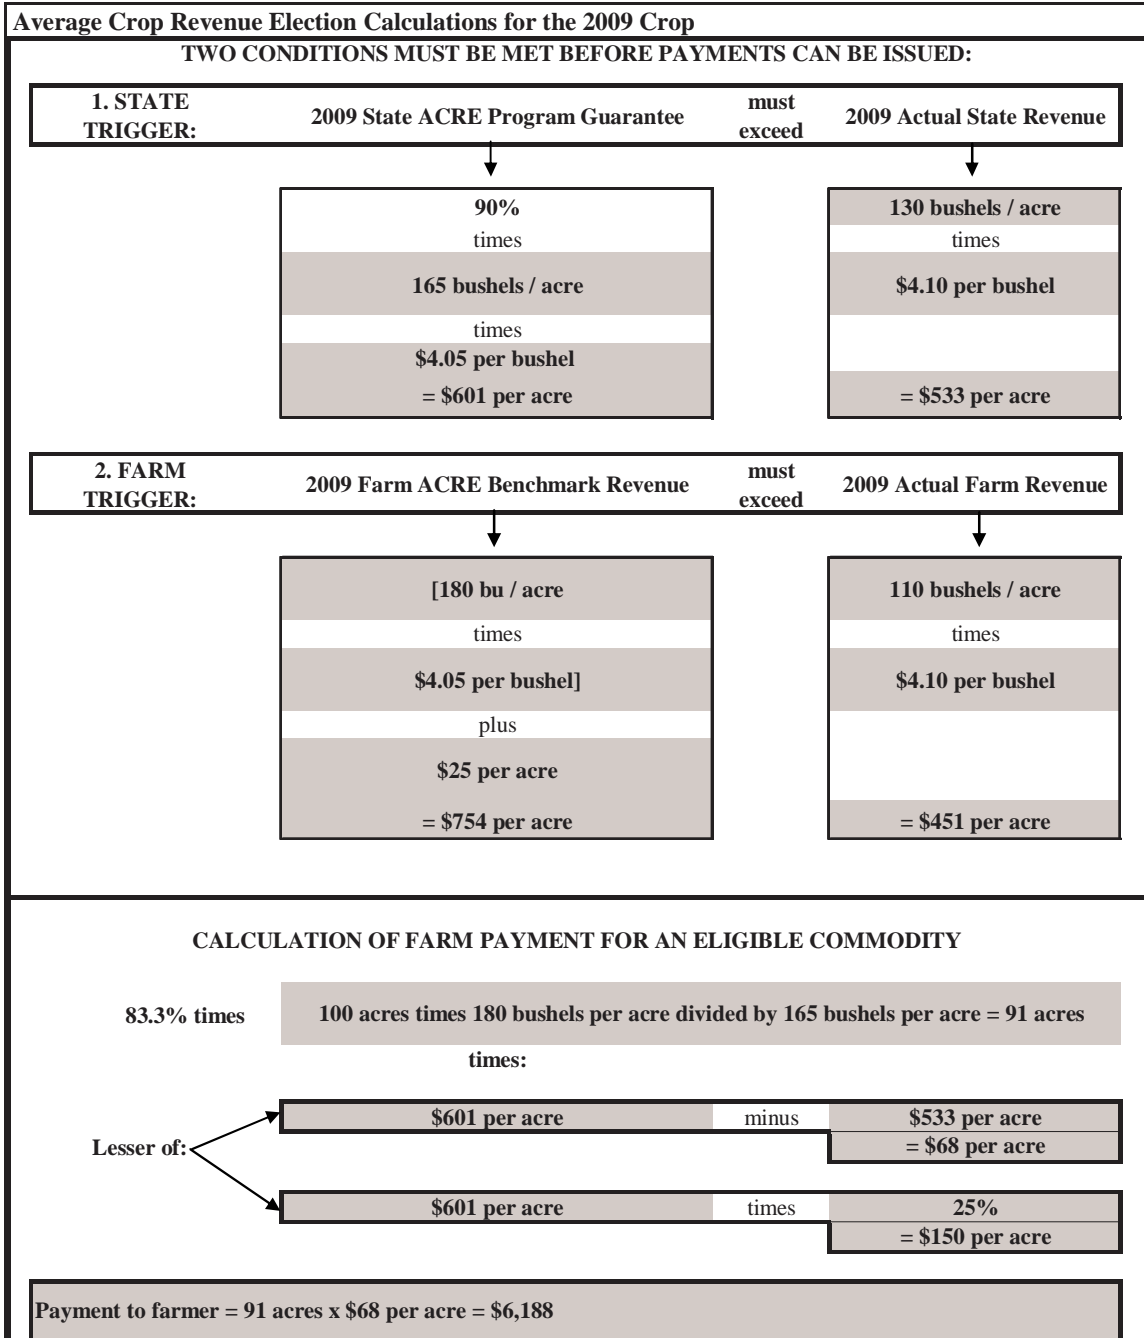 Average Crop Revenue Election Calculations for the 2009 Crop
TWO CONDITIONS MUST BE MET BEFORE PAYMENTS CAN BE ISSUED:
1. STATE
TRIGGER:
2009 State ACRE Program Guarantee
must
exceed
2009 Actual State Revenue
90%
times
165 bushels / acre
times
$4.05 per bushel
= $601 per acre
130 bushels / acre
times
$4.10 per bushel
= $533 per acre
2. FARM
TRIGGER:
2009 Farm ACRE Benchmark Revenue
must
exceed
2009 Actual Farm Revenue
[180 bu / acre
times
$4.05 per bushel]
plus
$25 per acre
= $754 per acre
110 bushels / acre
times
$4.10 per bushel
= $451 per acre
CALCULATION OF FARM PAYMENT FOR AN ELIGIBLE COMMODITY
83.3% times
100 acres times 180 bushels per acre divided by 165 bushels per acre = 91 acres
times:
Lesser of:
$601 per acre
minus
$533 per acre
= $68 per acre
$601 per acre
times
25%
= $150 per acre
Payment to farmer = 91 acres x $68 per acre = $6,188